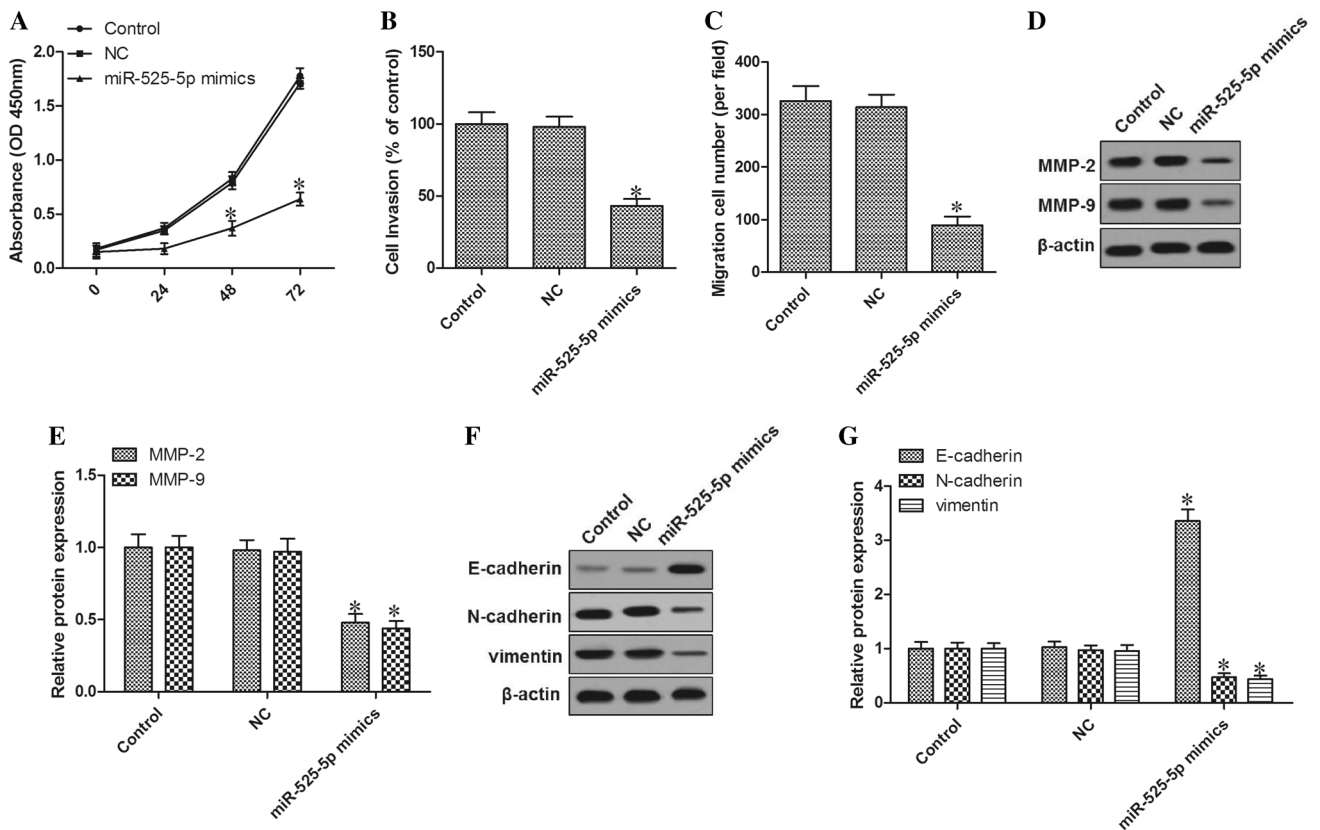 A
Control
NC
miR-525-5p mimics
Absorbance (OD 450nm)
2.0
1.5
1.0
0.5
0.0
*
*
0
24
48
72
B
Cell Invasion (% of control)
150
100
50
0
*
Control
NC
miR-525-5p mimics
C
Migration cell number (per field)
400
300
200
100
0
*
Control
NC
miR-525-5p mimics
D
Control
NC
miR-525-5p mimics
MMP-2
MMP-9
β-actin
E
MMP-2
MMP-9
Relative protein expression
1.5
1.0
0.5
0.0
* *
Control
NC
miR-525-5p mimics
F
Control
NC
miR-525-5p mimics
E-cadherin
N-cadherin
vimentin
β-actin
G
E-cadherin
N-cadherin
vimentin
Relative protein expression
4
3
2
1
0
*
* *
Control
NC
miR-525-5p mimics